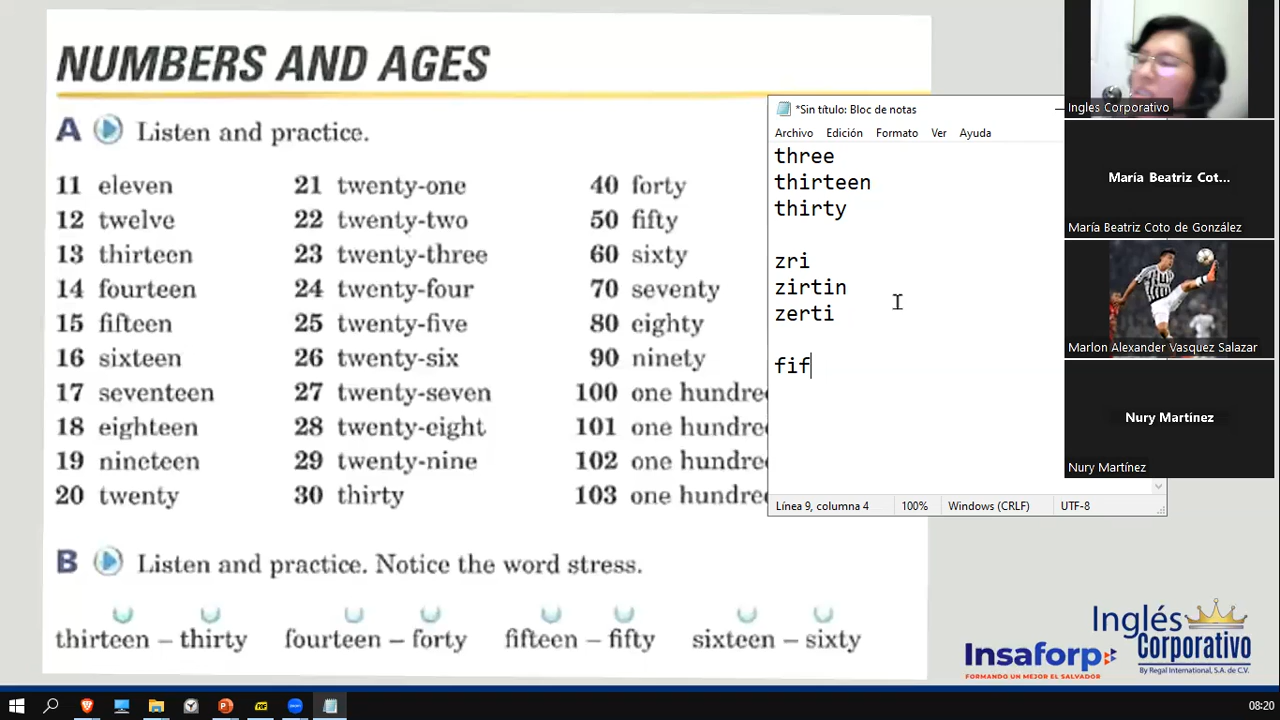 NUMBERS AND AGES
A Listen and practice.
11 eleven 21 twenty-one 40 forty
12 twelve 22 twenty-two 50 fifty
13 thirteen 23 twenty-three 60 sixty
14 fourteen 24 twenty-four 70 seventy
15 fifteen 25 twenty-five 80 eighty
16 sixteen 26 twenty-six 90 ninety
17 seventeen 27 twenty-seven 100 one hundre
18 eighteen 28 twenty-eight 101 one hundre
19 nineteen 29 twenty-nine 102 one hundre
20 twenty 30 thirty 103 one hundre
B Listen and practice. Notice the word stress.
thirteen – thirty fourteen – forty fifteen – fifty sixteen – sixty
*Sin título: Bloc de notas
Archivo Edición Formato Ver Ayuda
three
thirteen
thirty
zri
zirtin
zerti
fif
Línea 9, columna 4 100% Windows (CRLF) UTF-8
Ingles Corporativo
María Beatriz Cot...
María Beatriz Coto de González
Marlon Alexander Vasquez Salazar
Nury Martínez
Nury Martínez
Insaforp
FORMANDO UN MEJOR EL SALVADOR
Inglés
Corporativo
By Regal International, S.A. de C.V.
08:20